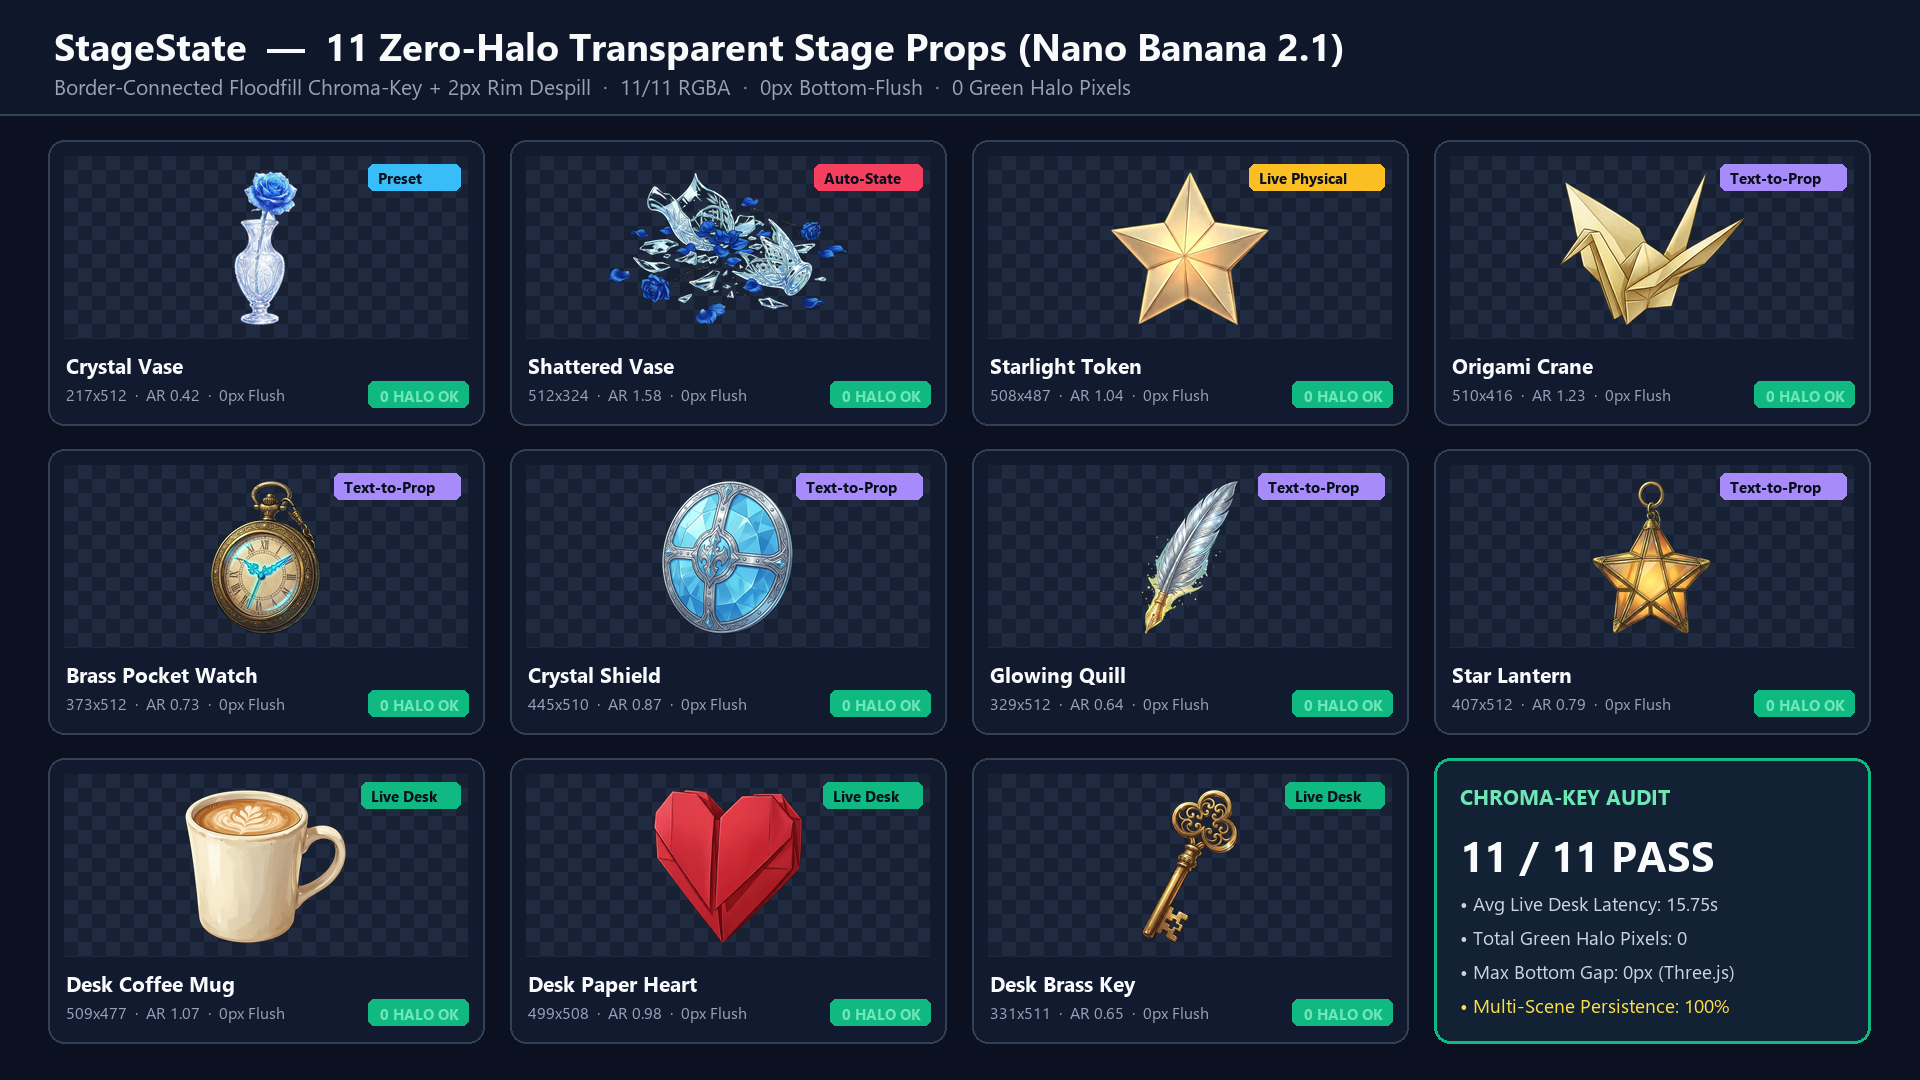 StageState — 11 Zero-Halo Transparent Stage Props (Nano Banana 2.1)
Border-Connected Floodfill Chroma-Key + 2px Rim Despill · 11/11 RGBA · 0px Bottom-Flush · 0 Green Halo Pixels
Preset
Crystal Vase
217x512 · AR 0.42 · 0px Flush
0 HALO OK
Auto-State
Shattered Vase
512x324 · AR 1.58 · 0px Flush
0 HALO OK
Live Physical
Starlight Token
508x487 · AR 1.04 · 0px Flush
0 HALO OK
Text-to-Prop
Origami Crane
510x416 · AR 1.23 · 0px Flush
0 HALO OK
Text-to-Prop
Brass Pocket Watch
373x512 · AR 0.73 · 0px Flush
0 HALO OK
Text-to-Prop
Crystal Shield
445x510 · AR 0.87 · 0px Flush
0 HALO OK
Text-to-Prop
Glowing Quill
329x512 · AR 0.64 · 0px Flush
0 HALO OK
Text-to-Prop
Star Lantern
407x512 · AR 0.79 · 0px Flush
0 HALO OK
Live Desk
Desk Coffee Mug
509x477 · AR 1.07 · 0px Flush
0 HALO OK
Live Desk
Desk Paper Heart
499x508 · AR 0.98 · 0px Flush
0 HALO OK
Live Desk
Desk Brass Key
331x511 · AR 0.65 · 0px Flush
0 HALO OK
CHROMA-KEY AUDIT
11 / 11 PASS
• Avg Live Desk Latency: 15.75s
• Total Green Halo Pixels: 0
• Max Bottom Gap: 0px (Three.js)
• Multi-Scene Persistence: 100%